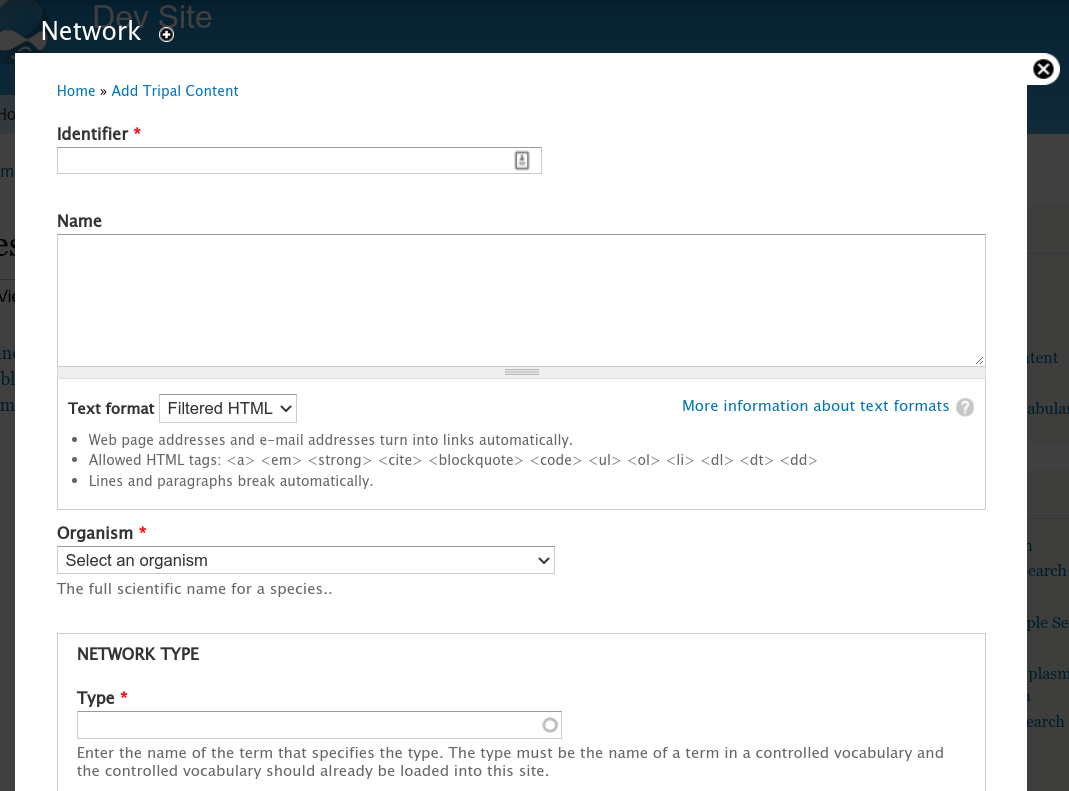 Dev Site
Network
Home » Add Tripal Content
Identifier *
Name
Text format Filtered HTML
More information about text formats ?
• Web page addresses and e-mail addresses turn into links automatically.
• Allowed HTML tags: <a> <em> <strong> <cite> <blockquote> <code> <ul> <ol> <li> <dl> <dt> <dd>
• Lines and paragraphs break automatically.
Organism *
Select an organism
The full scientific name for a species..
NETWORK TYPE
Type *
Enter the name of the term that specifies the type. The type must be the name of a term in a controlled vocabulary and
the controlled vocabulary should already be loaded into this site.